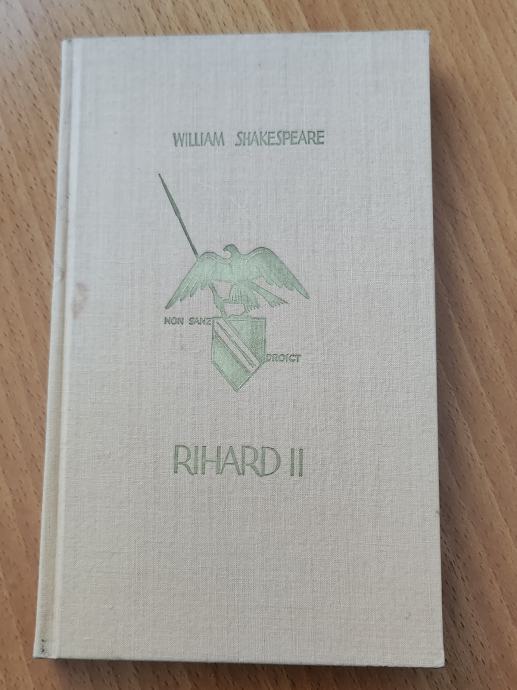 WILLIAM SHAKESPEARE
NON SANZ
DROICT
RIHARD II